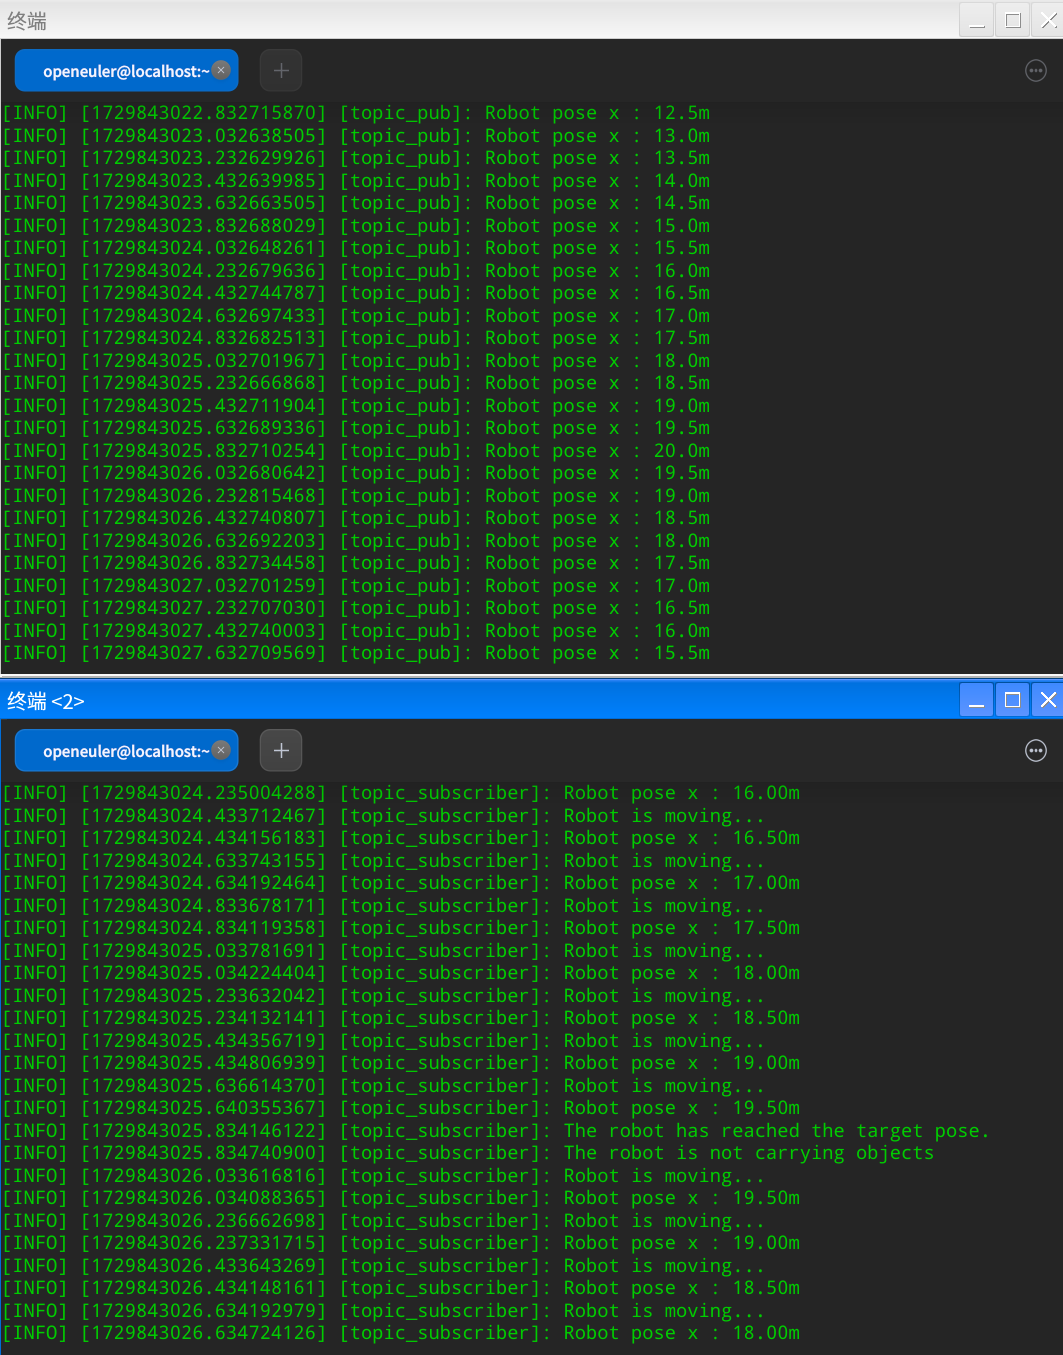 终端
openeuler@localhost:~
[INFO] [1729843022.832715870] [topic_pub]: Robot pose x : 12.5m
[INFO] [1729843023.032638505] [topic_pub]: Robot pose x : 13.0m
[INFO] [1729843023.232629926] [topic_pub]: Robot pose x : 13.5m
[INFO] [1729843023.432639985] [topic_pub]: Robot pose x : 14.0m
[INFO] [1729843023.632663505] [topic_pub]: Robot pose x : 14.5m
[INFO] [1729843023.832688029] [topic_pub]: Robot pose x : 15.0m
[INFO] [1729843024.032648261] [topic_pub]: Robot pose x : 15.5m
[INFO] [1729843024.232679636] [topic_pub]: Robot pose x : 16.0m
[INFO] [1729843024.432744787] [topic_pub]: Robot pose x : 16.5m
[INFO] [1729843024.632697433] [topic_pub]: Robot pose x : 17.0m
[INFO] [1729843024.832682513] [topic_pub]: Robot pose x : 17.5m
[INFO] [1729843025.032701967] [topic_pub]: Robot pose x : 18.0m
[INFO] [1729843025.232666868] [topic_pub]: Robot pose x : 18.5m
[INFO] [1729843025.432711904] [topic_pub]: Robot pose x : 19.0m
[INFO] [1729843025.632689336] [topic_pub]: Robot pose x : 19.5m
[INFO] [1729843025.832710254] [topic_pub]: Robot pose x : 20.0m
[INFO] [1729843026.032680642] [topic_pub]: Robot pose x : 19.5m
[INFO] [1729843026.232815468] [topic_pub]: Robot pose x : 19.0m
[INFO] [1729843026.432740807] [topic_pub]: Robot pose x : 18.5m
[INFO] [1729843026.632692203] [topic_pub]: Robot pose x : 18.0m
[INFO] [1729843026.832734458] [topic_pub]: Robot pose x : 17.5m
[INFO] [1729843027.032701259] [topic_pub]: Robot pose x : 17.0m
[INFO] [1729843027.232707030] [topic_pub]: Robot pose x : 16.5m
[INFO] [1729843027.432740003] [topic_pub]: Robot pose x : 16.0m
[INFO] [1729843027.632709569] [topic_pub]: Robot pose x : 15.5m
终端 <2>
openeuler@localhost:~
[INFO] [1729843024.235004288] [topic_subscriber]: Robot pose x : 16.00m
[INFO] [1729843024.433712467] [topic_subscriber]: Robot is moving...
[INFO] [1729843024.434156183] [topic_subscriber]: Robot pose x : 16.50m
[INFO] [1729843024.633743155] [topic_subscriber]: Robot is moving...
[INFO] [1729843024.634192464] [topic_subscriber]: Robot pose x : 17.00m
[INFO] [1729843024.833678171] [topic_subscriber]: Robot is moving...
[INFO] [1729843024.834119358] [topic_subscriber]: Robot pose x : 17.50m
[INFO] [1729843025.033781691] [topic_subscriber]: Robot is moving...
[INFO] [1729843025.034224404] [topic_subscriber]: Robot pose x : 18.00m
[INFO] [1729843025.233632042] [topic_subscriber]: Robot is moving...
[INFO] [1729843025.234132141] [topic_subscriber]: Robot pose x : 18.50m
[INFO] [1729843025.434356719] [topic_subscriber]: Robot is moving...
[INFO] [1729843025.434806939] [topic_subscriber]: Robot pose x : 19.00m
[INFO] [1729843025.636614370] [topic_subscriber]: Robot is moving...
[INFO] [1729843025.640355367] [topic_subscriber]: Robot pose x : 19.50m
[INFO] [1729843025.834146122] [topic_subscriber]: The robot has reached the target pose.
[INFO] [1729843025.834740900] [topic_subscriber]: The robot is not carrying objects
[INFO] [1729843026.033616816] [topic_subscriber]: Robot is moving...
[INFO] [1729843026.034088365] [topic_subscriber]: Robot pose x : 19.50m
[INFO] [1729843026.236662698] [topic_subscriber]: Robot is moving...
[INFO] [1729843026.237331715] [topic_subscriber]: Robot pose x : 19.00m
[INFO] [1729843026.433643269] [topic_subscriber]: Robot is moving...
[INFO] [1729843026.434148161] [topic_subscriber]: Robot pose x : 18.50m
[INFO] [1729843026.634192979] [topic_subscriber]: Robot is moving...
[INFO] [1729843026.634724126] [topic_subscriber]: Robot pose x : 18.00m